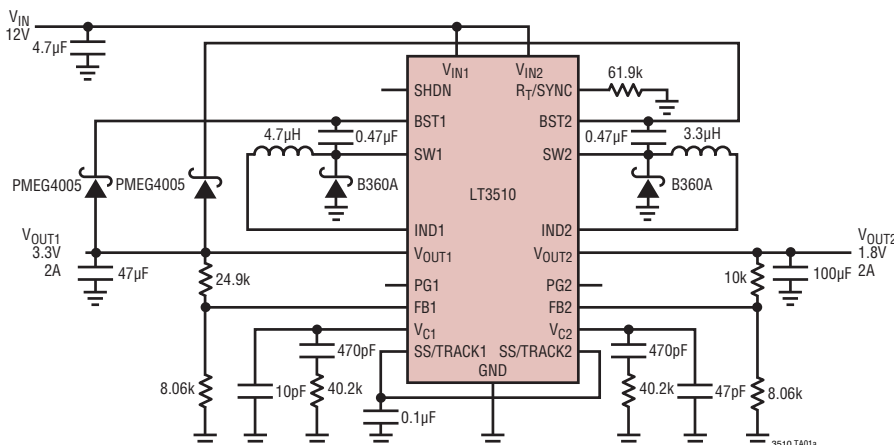 VIN
12V
4.7µF
VIN1
VIN2
61.9k
SHDN
RT/SYNC
BST1
BST2
4.7µH
0.47µF
0.47µF
3.3µH
SW1
SW2
PMEG4005
PMEG4005
B360A
LT3510
B360A
IND1
IND2
VOUT1
3.3V
2A
VOUT1
VOUT2
VOUT2
1.8V
2A
47µF
24.9k
10k
100µF
PG1
PG2
FB1
FB2
VC1
VC2
470pF
SS/TRACK1
SS/TRACK2
470pF
GND
8.06k
10pF
40.2k
40.2k
47pF
8.06k
0.1µF
3510 TA01a